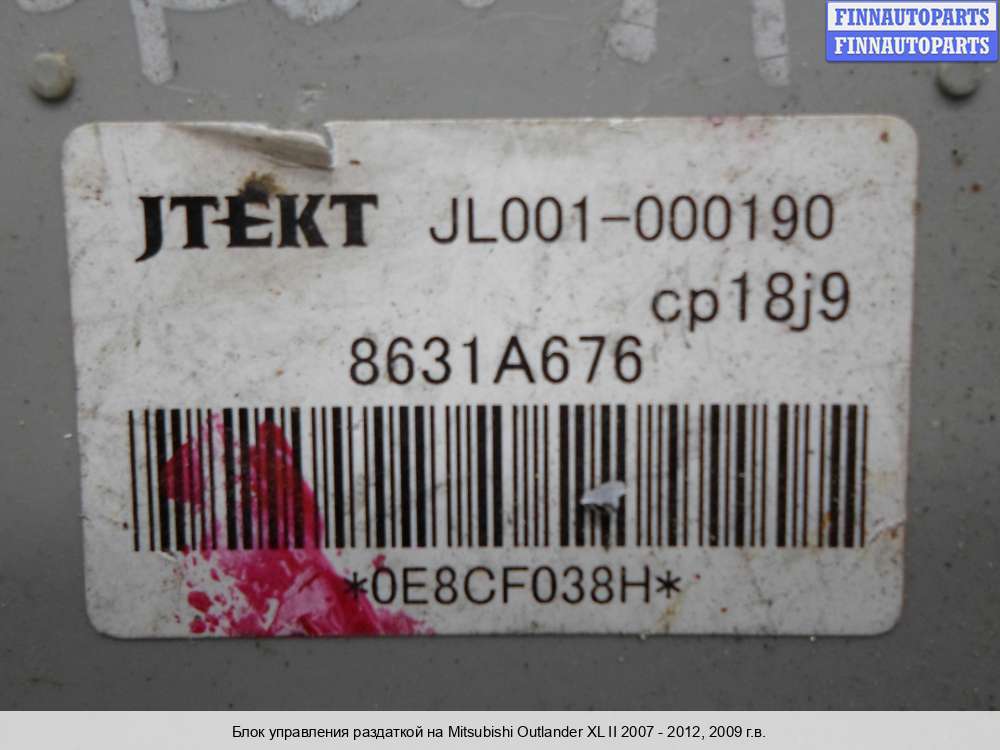 FINNAUTOPARTS
FINNAUTOPARTS
JTEKT JL001-000190
cp18j9
8631A676
*0E8CF038H*
Блок управления раздаткой на Mitsubishi Outlander XL II 2007 - 2012, 2009 г.в.